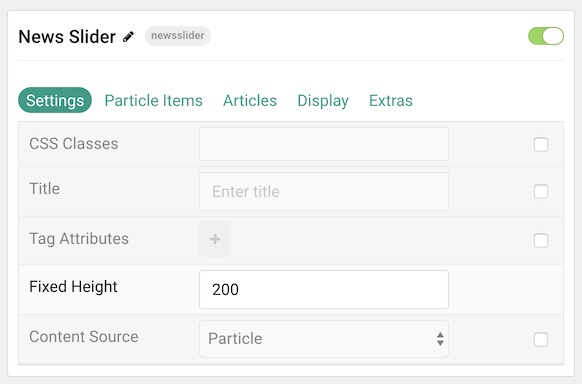 News Slider newsslider
Settings Particle Items Articles Display Extras
CSS Classes
Title Enter title
Tag Attributes +
Fixed Height 200
Content Source Particle